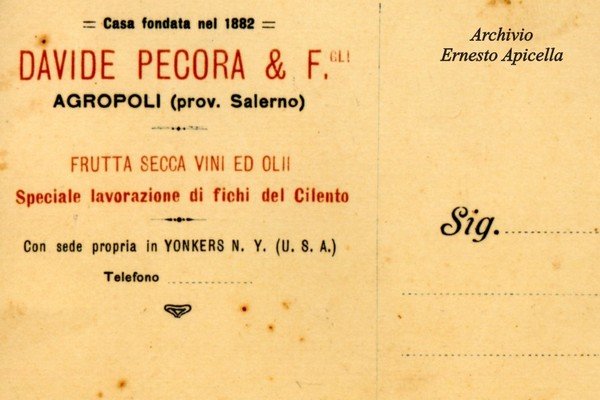 = Casa fondata nel 1882 =
DAVIDE PECORA & F.GLI
AGROPOLI (prov. Salerno)
FRUTTA SECCA VINI ED OLII
Speciale lavorazione di fichi del Cilento
Con sede propria in YONKERS N. Y. (U. S. A.)
Telefono
Archivio
Ernesto Apicella
Sig.